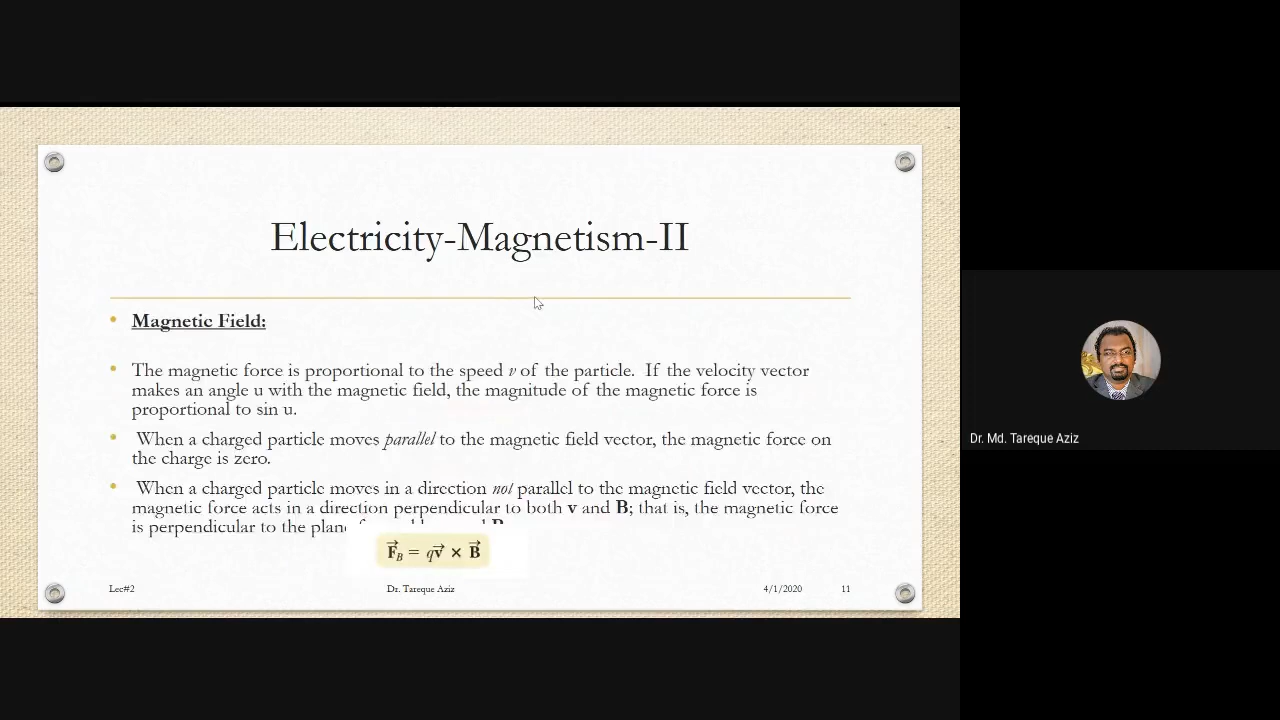 Electricity-Magnetism-II
Magnetic Field:
The magnetic force is proportional to the speed v of the particle. If the velocity vector
makes an angle u with the magnetic field, the magnitude of the magnetic force is
proportional to sin u.
When a charged particle moves parallel to the magnetic field vector, the magnetic force on
the charge is zero.
When a charged particle moves in a direction not parallel to the magnetic field vector, the
magnetic force acts in a direction perpendicular to both v and B; that is, the magnetic force
is perpendicular to the plane
F⃗_B = qv⃗ × B⃗
Lec#2
Dr. Tareque Aziz
4/1/2020
11
Dr. Md. Tareque Aziz